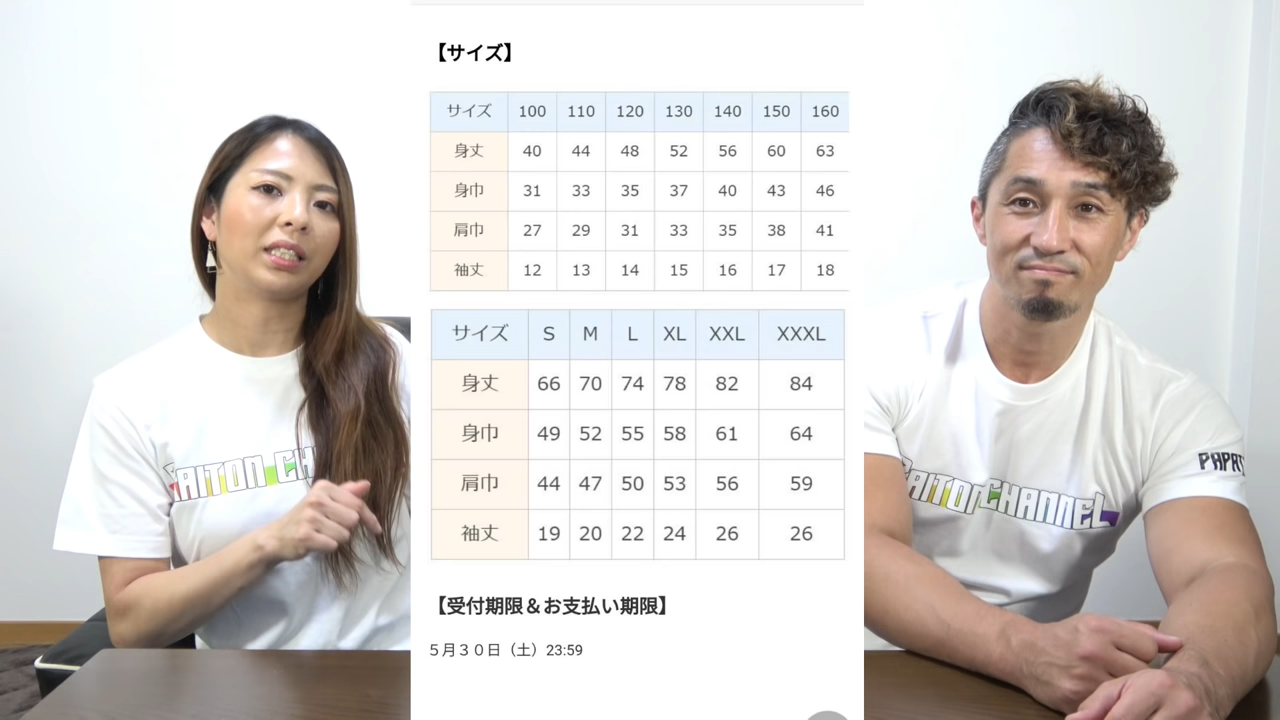 【サイズ】
サイズ 100 110 120 130 140 150 160
身丈 40 44 48 52 56 60 63
身巾 31 33 35 37 40 43 46
肩巾 27 29 31 33 35 38 41
袖丈 12 13 14 15 16 17 18
サイズ S M L XL XXL XXXL
身丈 66 70 74 78 82 84
身巾 49 52 55 58 61 64
肩巾 44 47 50 53 56 59
袖丈 19 20 22 24 26 26
【受付期限＆お支払い期限】
５月３０日（土）23:59
PAITON CH
PAITON CHANNEL